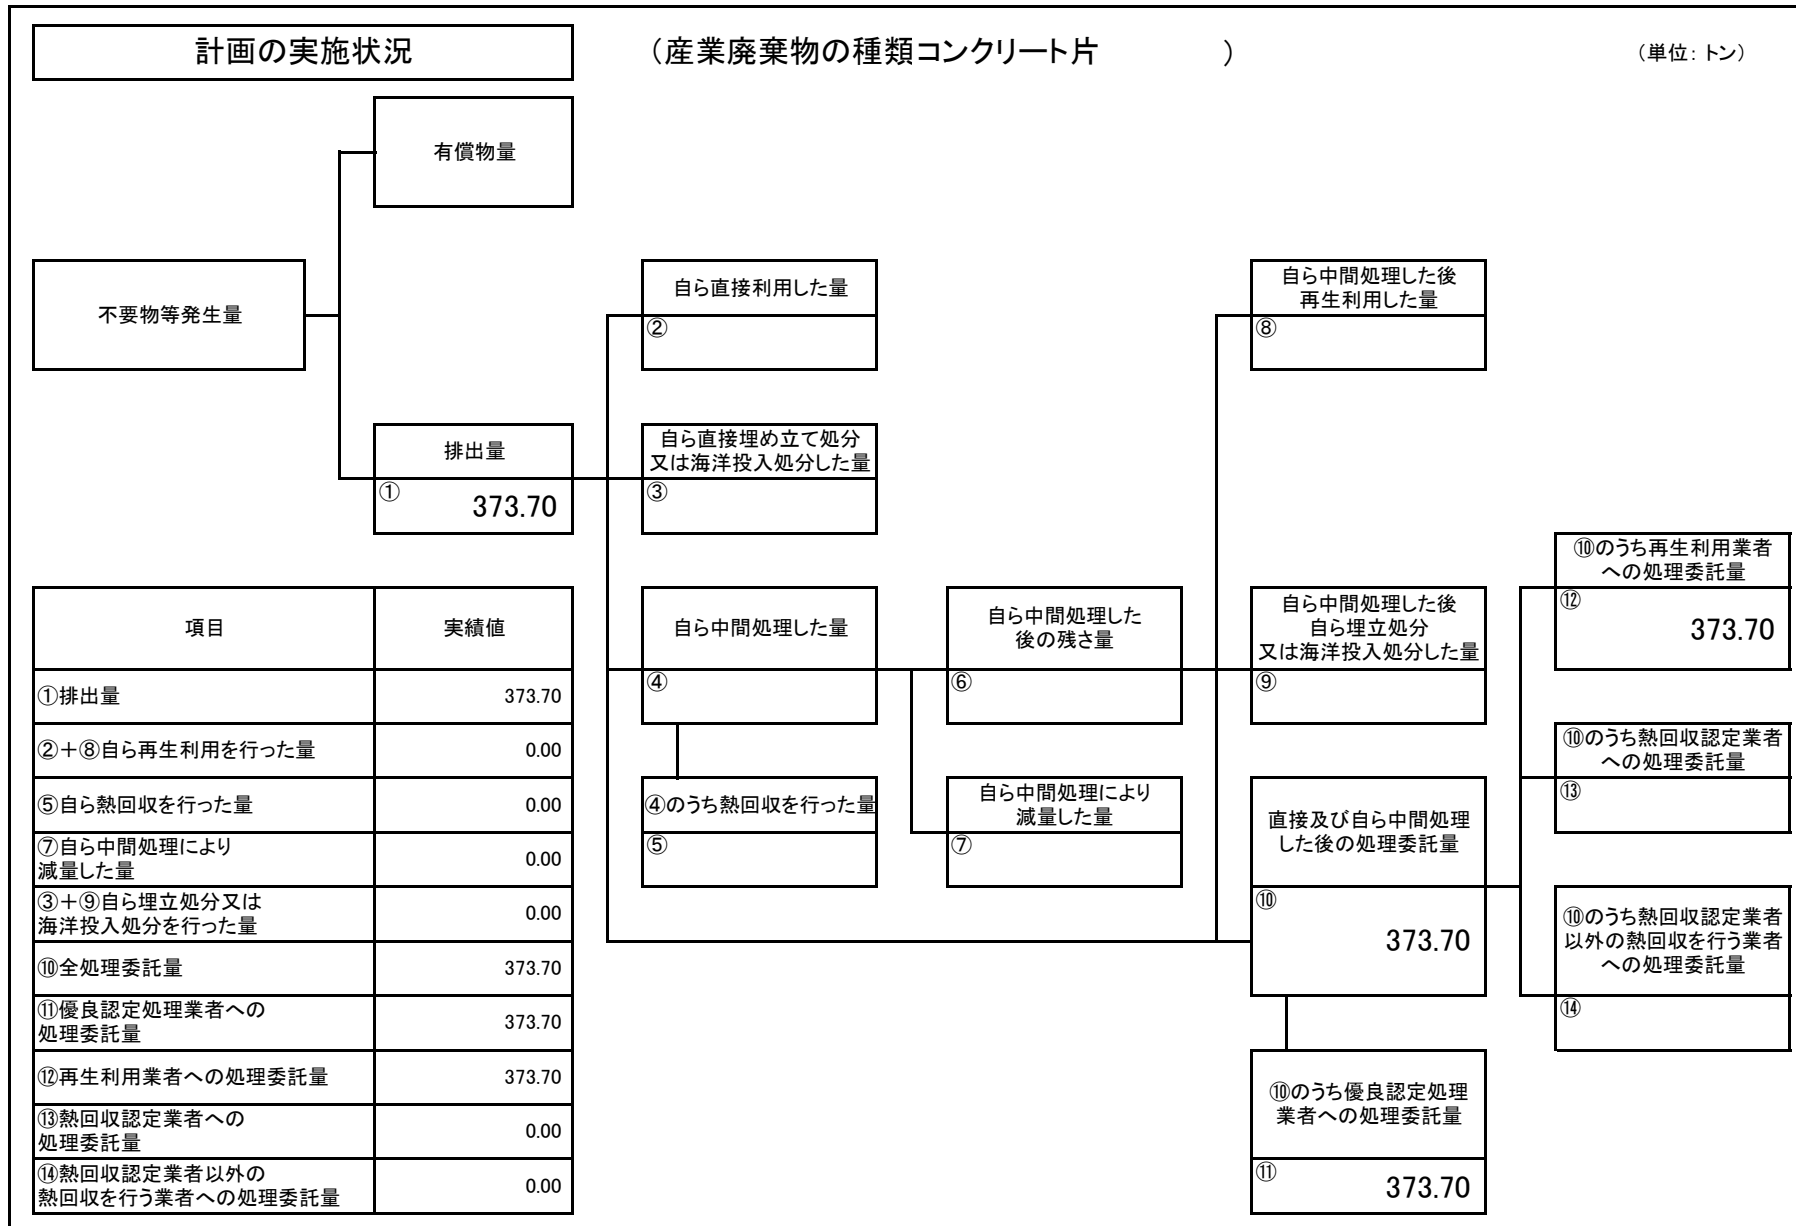 計画の実施状況
（産業廃棄物の種類コンクリート片　　　　）
（単位：トン）
有償物量
不要物等発生量
自ら直接利用した量
②
自ら中間処理した後
再生利用した量
⑧
排出量
① 373.70
自ら直接埋め立て処分
又は海洋投入処分した量
③
⑩のうち再生利用業者
への処理委託量
⑫
373.70
自ら中間処理した量
④
自ら中間処理した
後の残さ量
⑥
自ら中間処理した後
自ら埋立処分
又は海洋投入処分した量
⑨
⑩のうち熱回収認定業者
への処理委託量
⑬
④のうち熱回収を行った量
⑤
自ら中間処理により
減量した量
⑦
直接及び自ら中間処理
した後の処理委託量
⑩
373.70
⑩のうち熱回収認定業者
以外の熱回収を行う業者
への処理委託量
⑭
⑩のうち優良認定処理
業者への処理委託量
⑪
373.70
項目 実績値
①排出量 373.70
②＋⑧自ら再生利用を行った量 0.00
⑤自ら熱回収を行った量 0.00
⑦自ら中間処理により
減量した量 0.00
③＋⑨自ら埋立処分又は
海洋投入処分を行った量 0.00
⑩全処理委託量 373.70
⑪優良認定処理業者への
処理委託量 373.70
⑫再生利用業者への処理委託量 373.70
⑬熱回収認定業者への
処理委託量 0.00
⑭熱回収認定業者以外の
熱回収を行う業者への処理委託量 0.00